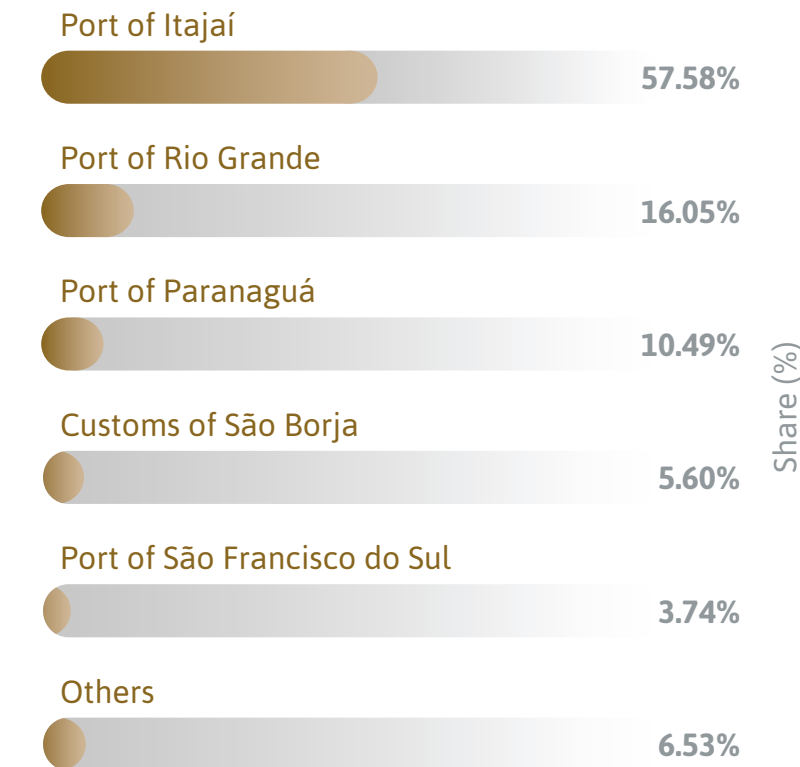 Port of Itajaí
57.58%
Port of Rio Grande
16.05%
Port of Paranaguá
10.49%
Customs of São Borja
5.60%
Port of São Francisco do Sul
3.74%
Others
6.53%
Share (%)